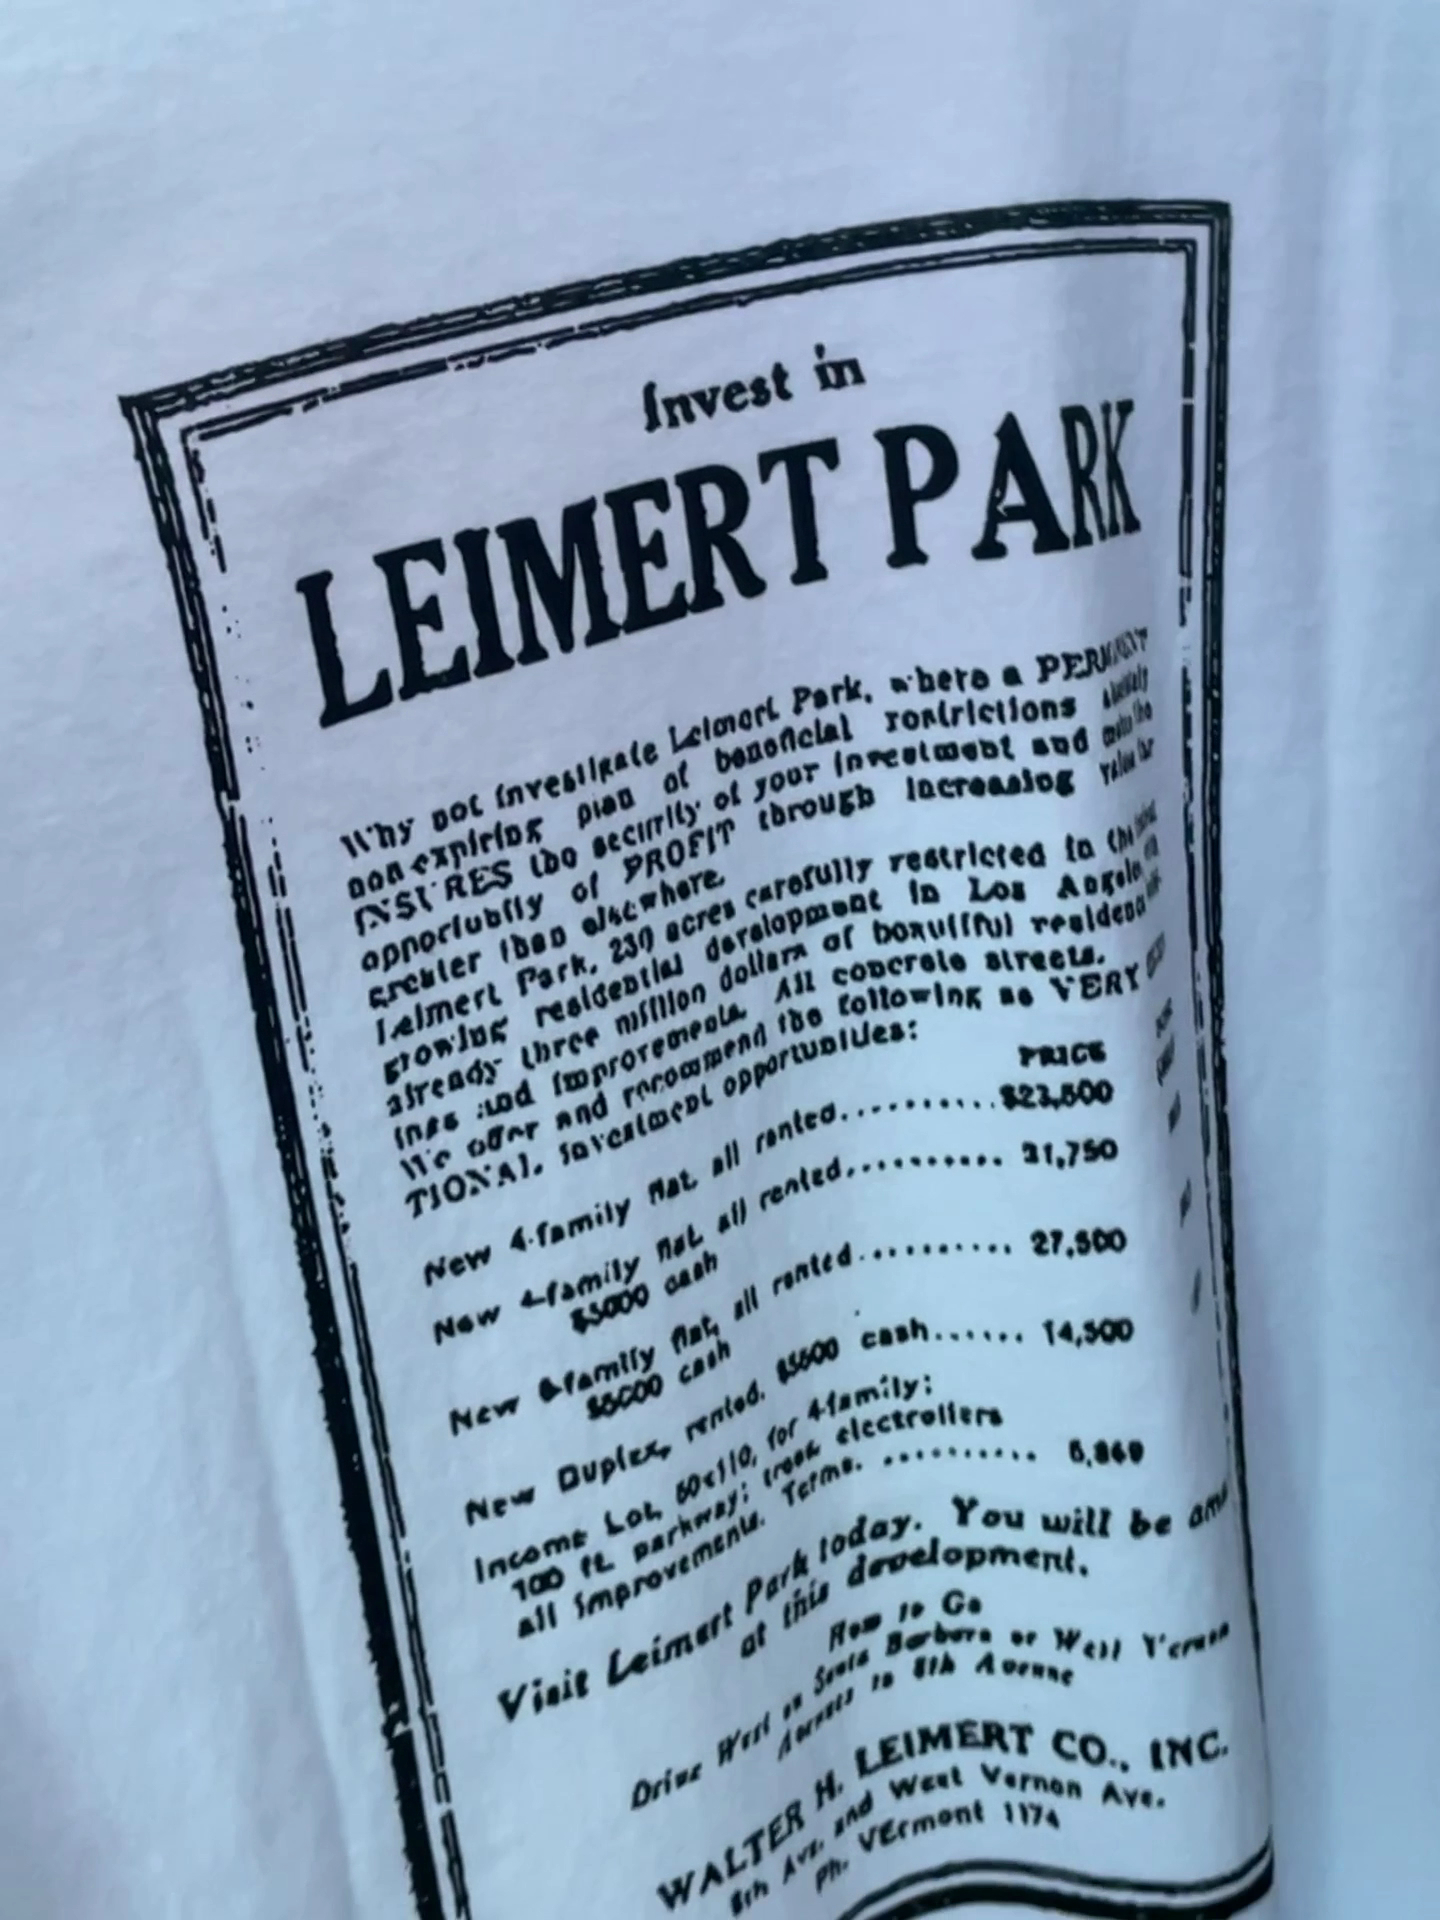 Invest in
LEIMERT PARK
Why not investigate Leimert Park, where a
non-expiring plan of beneficial restrictions
INSURES the security of your investment and
opportunity of PROFIT through increasing
greater than elsewhere.
Leimert Park, 230 acres carefully restricted in the
growing residential development in Los Angeles,
already three million dollars of beautiful
ings and improvements. All concrete streets.
We offer and recommend the following as VERY
TIONAL investment opportunities:
PRICE
New 4-family flat, all rented..........$23,500
New 4-family flat, all rented.......... 21,750
$5000 cash
New family flat, all rented.......... 27,500
cash
New Duplex, rented. cash...... 14,500
Income Lot, for 4-family:
100 ft. parkway; trees, electroliers
all improvements. Terms. ..........
Visit Leimert Park today. You will be
at this development.
How to Go
Drive West on Santa Barbara or West Vernon
Avenues to 8th Avenue
WALTER H. LEIMERT CO., INC.
8th Ave. and West Vernon Ave.
Ph. VErmont 1174